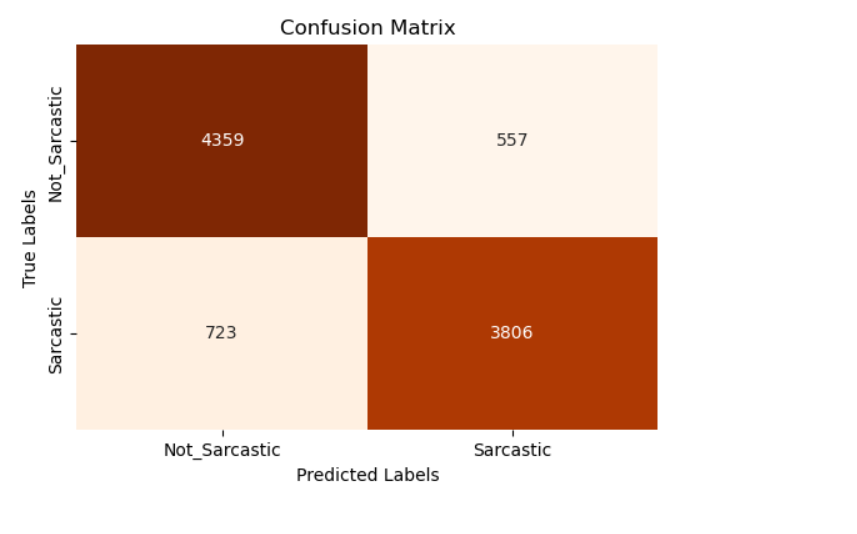 Confusion Matrix
True Labels
Not_Sarcastic
4359
557
Sarcastic
723
3806
Not_Sarcastic
Sarcastic
Predicted Labels